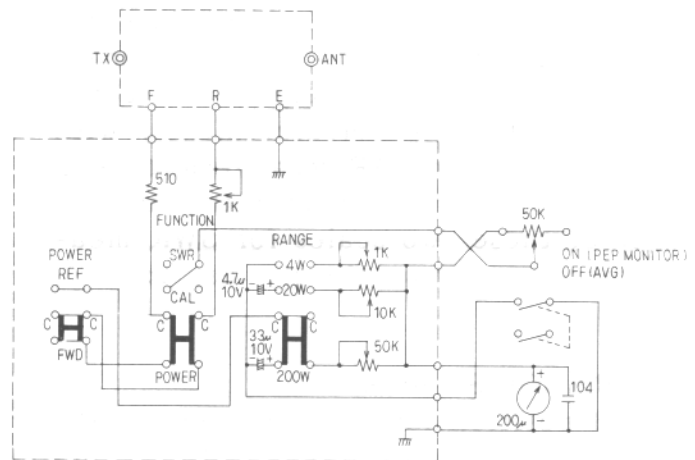 TX
ANT
F R E
510
1K
FUNCTION
SWR
CAL
POWER
REF
C C
FWD
C C
POWER
RANGE
4W
1K
4.7μ
10V
- +
20W
10K
33μ
10V
- +
C
50K
200W
50K
ON (PEP MONITOR)
OFF (AVG)
+
-
200μ
104